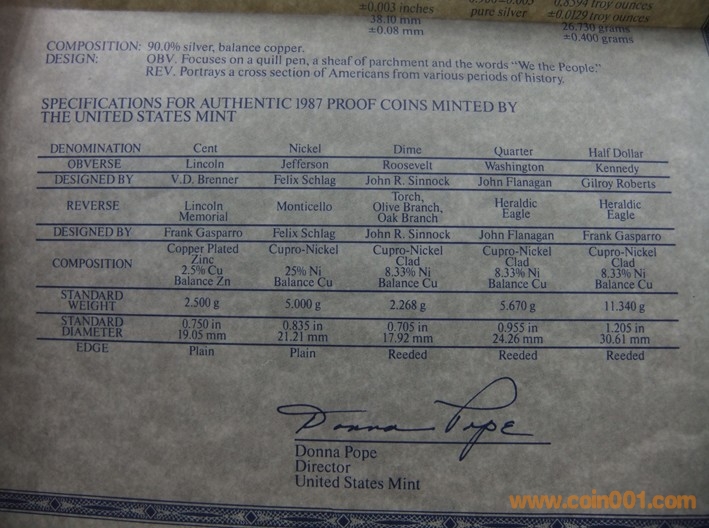 ±0.003 inches
38.10 mm
±0.08 mm
pure silver
0.8594 troy ounces
±0.0129 troy ounces
26.730 grams
±0.400 grams
COMPOSITION: 90.0% silver, balance copper.
DESIGN: OBV. Focuses on a quill pen, a sheaf of parchment and the words “We the People.”
REV. Portrays a cross section of Americans from various periods of history.
SPECIFICATIONS FOR AUTHENTIC 1987 PROOF COINS MINTED BY
THE UNITED STATES MINT
DENOMINATION Cent Nickel Dime Quarter Half Dollar
OBVERSE Lincoln Jefferson Roosevelt Washington Kennedy
DESIGNED BY V.D. Brenner Felix Schlag John R. Sinnock John Flanagan Gilroy Roberts
REVERSE Lincoln Memorial Monticello Torch, Olive Branch, Oak Branch Heraldic Eagle Heraldic Eagle
DESIGNED BY Frank Gasparro Felix Schlag John R. Sinnock John Flanagan Frank Gasparro
COMPOSITION Copper Plated Zinc 2.5% Cu Balance Zn Cupro-Nickel 25% Ni Balance Cu Cupro-Nickel Clad 8.33% Ni Balance Cu Cupro-Nickel Clad 8.33% Ni Balance Cu Cupro-Nickel Clad 8.33% Ni Balance Cu
STANDARD WEIGHT 2.500 g 5.000 g 2.268 g 5.670 g 11.340 g
STANDARD DIAMETER 0.750 in 19.05 mm 0.835 in 21.21 mm 0.705 in 17.92 mm 0.955 in 24.26 mm 1.205 in 30.61 mm
EDGE Plain Plain Reeded Reeded Reeded
Donna Pope
Donna Pope
Director
United States Mint
www.coin001.com